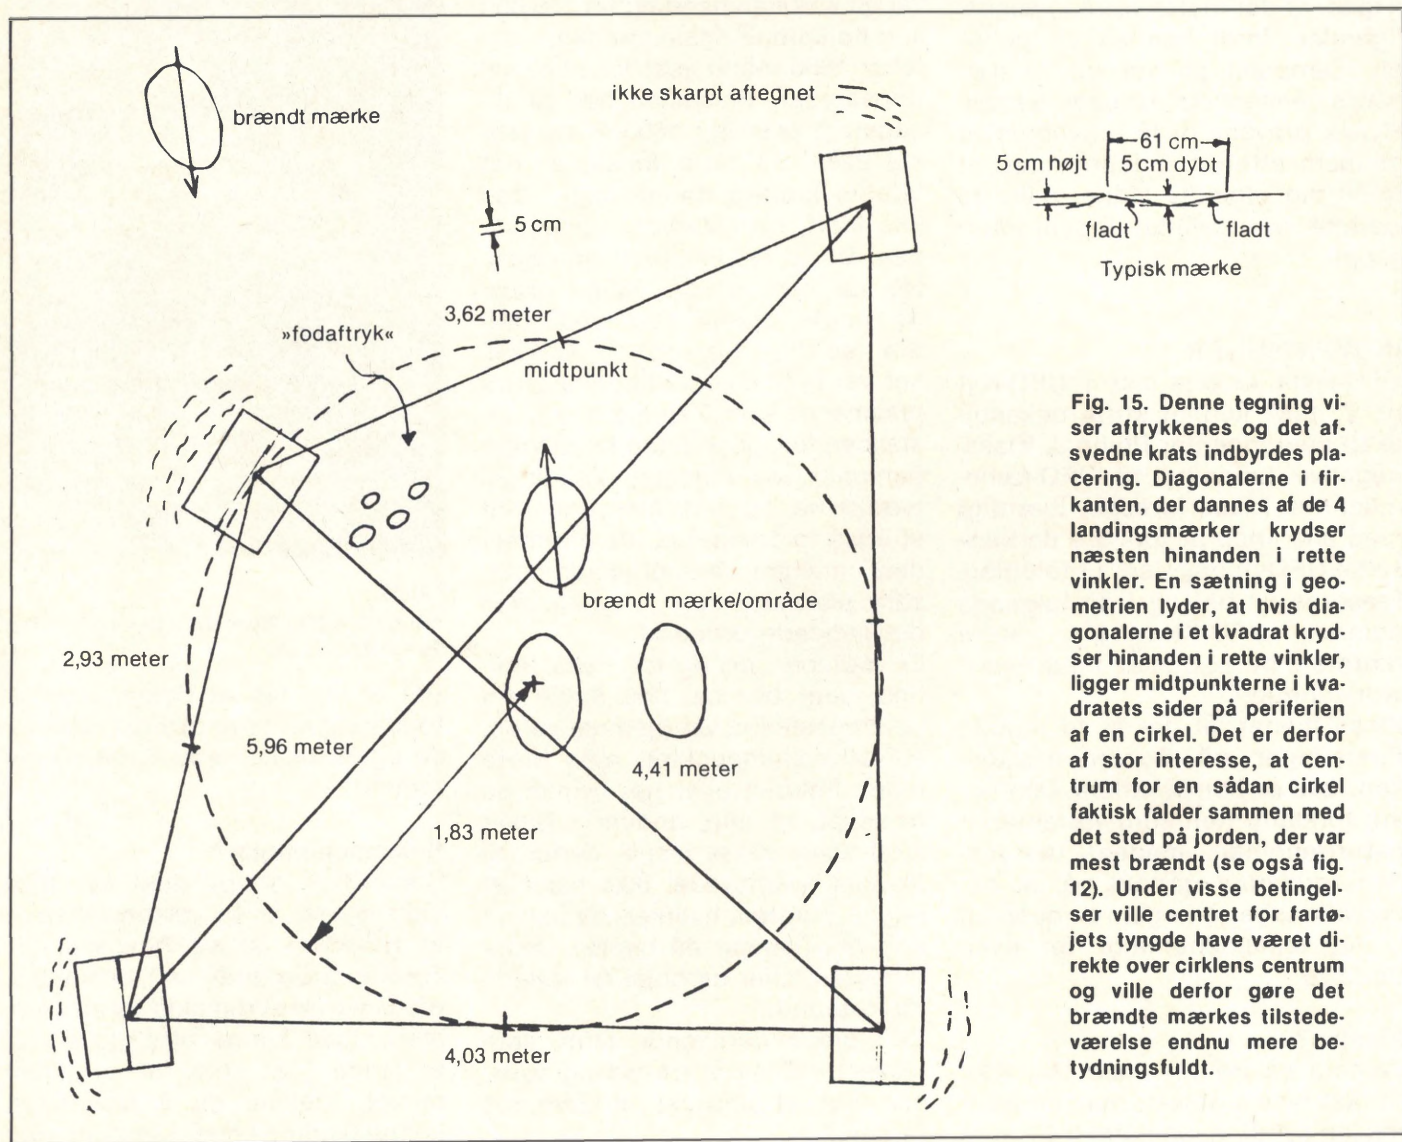 brændt mærke
ikke skarpt aftegnet
61 cm
5 cm højt
5 cm dybt
fladt
fladt
Typisk mærke
5 cm
3,62 meter
»fodaftryk«
midtpunkt
brændt mærke/område
2,93 meter
5,96 meter
4,41 meter
1,83 meter
4,03 meter
Fig. 15. Denne tegning vi-
ser aftrykkenes og det af-
svedne krats indbyrdes pla-
cering. Diagonalerne i fir-
kanten, der dannes af de 4
landingsmærker krydser
næsten hinanden i rette
vinkler. En sætning i geo-
metrien lyder, at hvis dia-
gonalerne i et kvadrat kryd-
ser hinanden i rette vinkler,
ligger midtpunkterne i kva-
dratets sider på periferien
af en cirkel. Det er derfor
af stor interesse, at cen-
trum for en sådan cirkel
faktisk falder sammen med
det sted på jorden, der var
mest brændt (se også fig.
12). Under visse betingel-
ser ville centret for fartø-
jets tyngde have været di-
rekte over cirklens centrum
og ville derfor gøre det
brændte mærkes tilstede-
værelse endnu mere be-
tydningsfuldt.